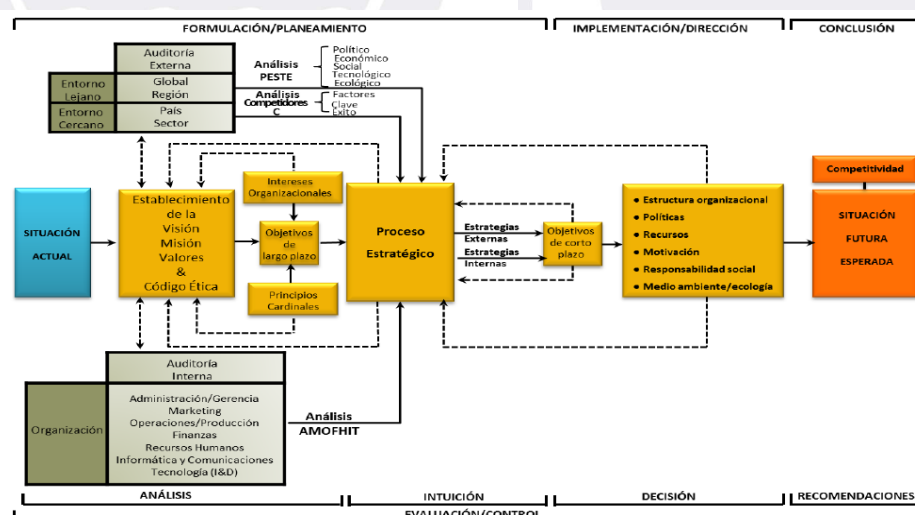 FORMULACIÓN/PLANEAMIENTO
IMPLEMENTACIÓN/DIRECCIÓN
CONCLUSIÓN
Auditoría
Externa
Entorno
Lejano
Global
Región
Entorno
Cercano
País
Sector
Análisis
PESTE
Político
Económico
Social
Tecnológico
Ecológico
Análisis
Competidores
C
Factores
Clave
Éxito
SITUACIÓN
ACTUAL
Establecimiento
de la
Visión
Misión
Valores
&
Código Ética
Intereses
Organizacionales
Objetivos
de
largo plazo
Principios
Cardinales
Proceso
Estratégico
Estrategias
Externas
Estrategias
Internas
Objetivos
de corto
plazo
• Estructura organizacional
• Políticas
• Recursos
• Motivación
• Responsabilidad social
• Medio ambiente/ecología
Competitividad
SITUACIÓN
FUTURA
ESPERADA
Auditoría
Interna
Organización
Administración/Gerencia
Marketing
Operaciones/Producción
Finanzas
Recursos Humanos
Informática y Comunicaciones
Tecnología (I&D)
Análisis
AMOFHIT
ANÁLISIS
INTUICIÓN
DECISIÓN
RECOMENDACIONES
EVALUACIÓN/CONTROL